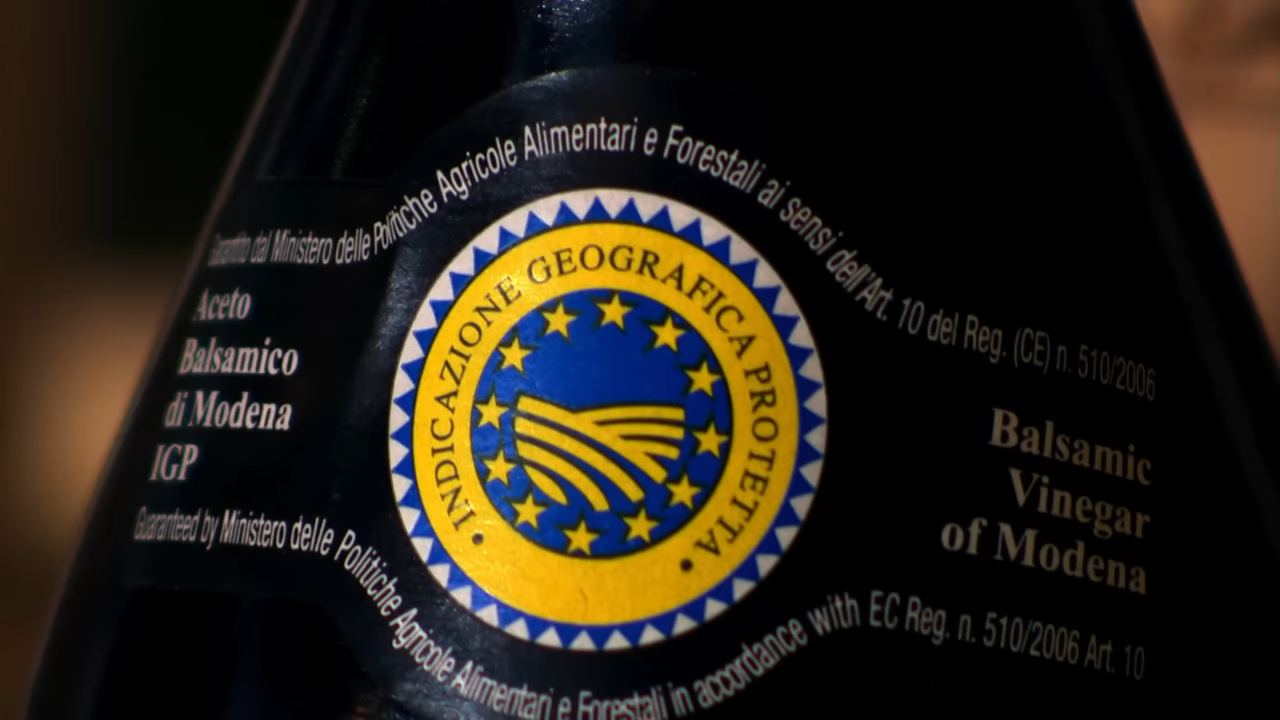 Garantito dal Ministero delle Politiche Agricole Alimentari e Forestali ai sensi dell'Art. 10 del Reg. (CE) n. 510/2006
Aceto
Balsamico
di Modena
IGP
INDICAZIONE GEOGRAFICA PROTETTA
Balsamic
Vinegar
of Modena
Guaranteed by Ministero delle Politiche Agricole Alimentari e Forestali in accordance with EC Reg. n. 510/2006 Art. 10